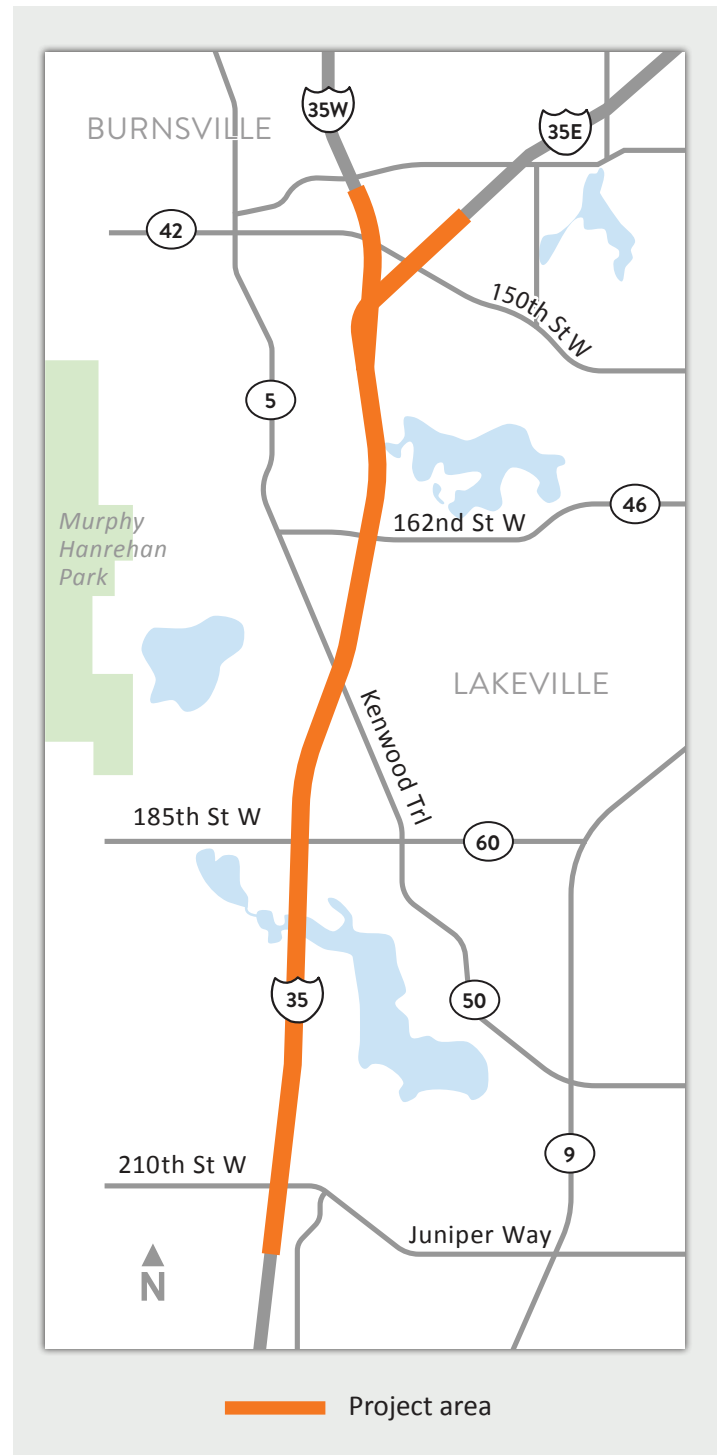 35W
BURNSVILLE
35E
42
150th St W
5
46
162nd St W
Murphy
Hanrehan
Park
LAKEVILLE
Kenwood Trl
185th St W
60
35
50
9
210th St W
Juniper Way
N
Project area